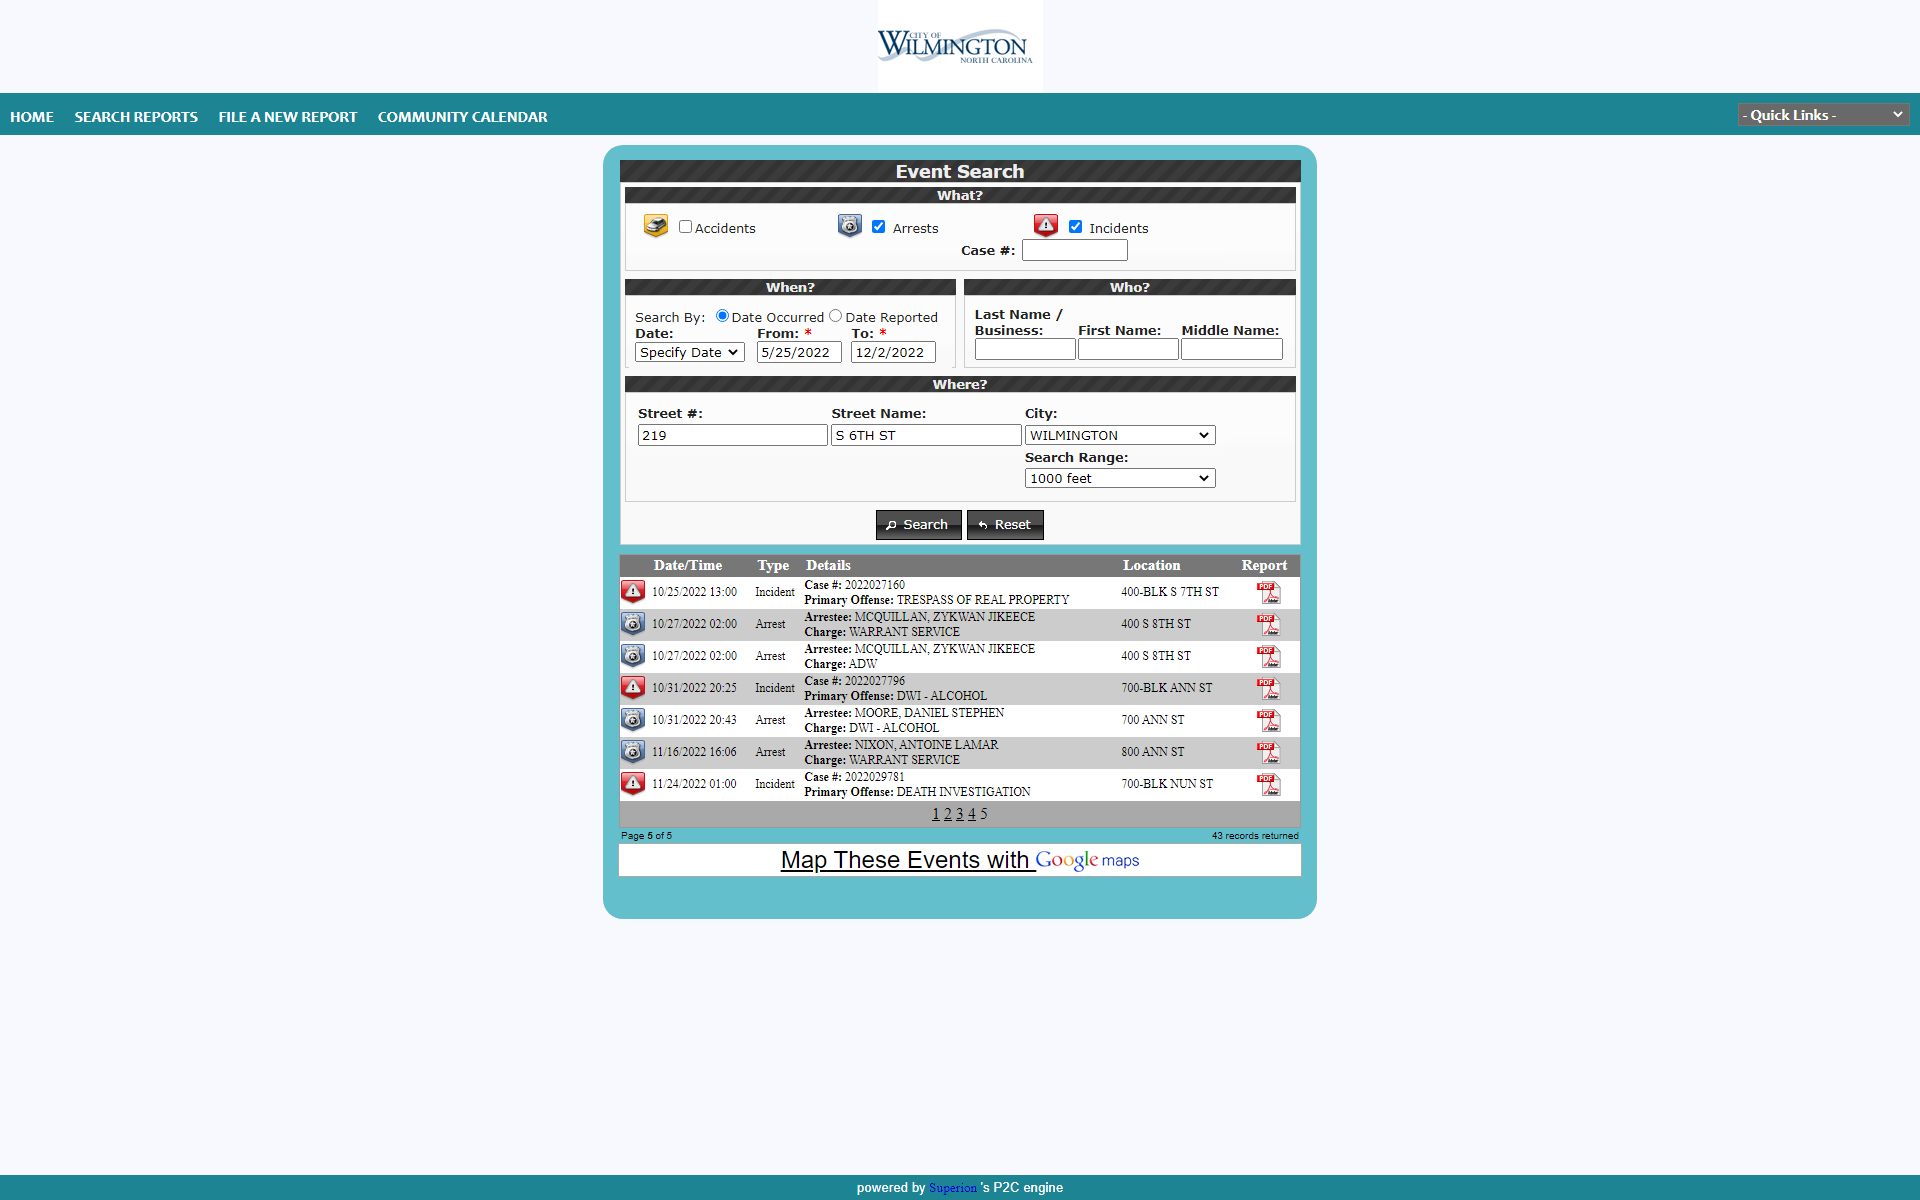 CITY OF
WILMINGTON
NORTH CAROLINA
HOME SEARCH REPORTS FILE A NEW REPORT COMMUNITY CALENDAR - Quick Links -
Event Search
What?
Accidents Arrests Incidents
Case #:
When? Who?
Search By: Date Occurred Date Reported
Last Name /
Date: From: * To: *
Business: First Name: Middle Name:
Specify Date 5/25/2022 12/2/2022
Where?
Street #: Street Name: City:
219 S 6TH ST WILMINGTON
Search Range:
1000 feet
Search Reset
Date/Time Type Details Location Report
10/25/2022 13:00 Incident Case #: 2022027160 400-BLK S 7TH ST PDF
Primary Offense: TRESPASS OF REAL PROPERTY
10/27/2022 02:00 Arrest Arrestee: MCQUILLAN, ZYKWAN JIKEECE 400 S 8TH ST PDF
Charge: WARRANT SERVICE
10/27/2022 02:00 Arrest Arrestee: MCQUILLAN, ZYKWAN JIKEECE 400 S 8TH ST PDF
Charge: ADW
10/31/2022 20:25 Incident Case #: 2022027796 700-BLK ANN ST PDF
Primary Offense: DWI - ALCOHOL
10/31/2022 20:43 Arrest Arrestee: MOORE, DANIEL STEPHEN 700 ANN ST PDF
Charge: DWI - ALCOHOL
11/16/2022 16:06 Arrest Arrestee: NIXON, ANTOINE LAMAR 800 ANN ST PDF
Charge: WARRANT SERVICE
11/24/2022 01:00 Incident Case #: 2022029781 700-BLK NUN ST PDF
Primary Offense: DEATH INVESTIGATION
1 2 3 4 5
Page 5 of 5 43 records returned
Map These Events with Google maps
powered by Superion 's P2C engine